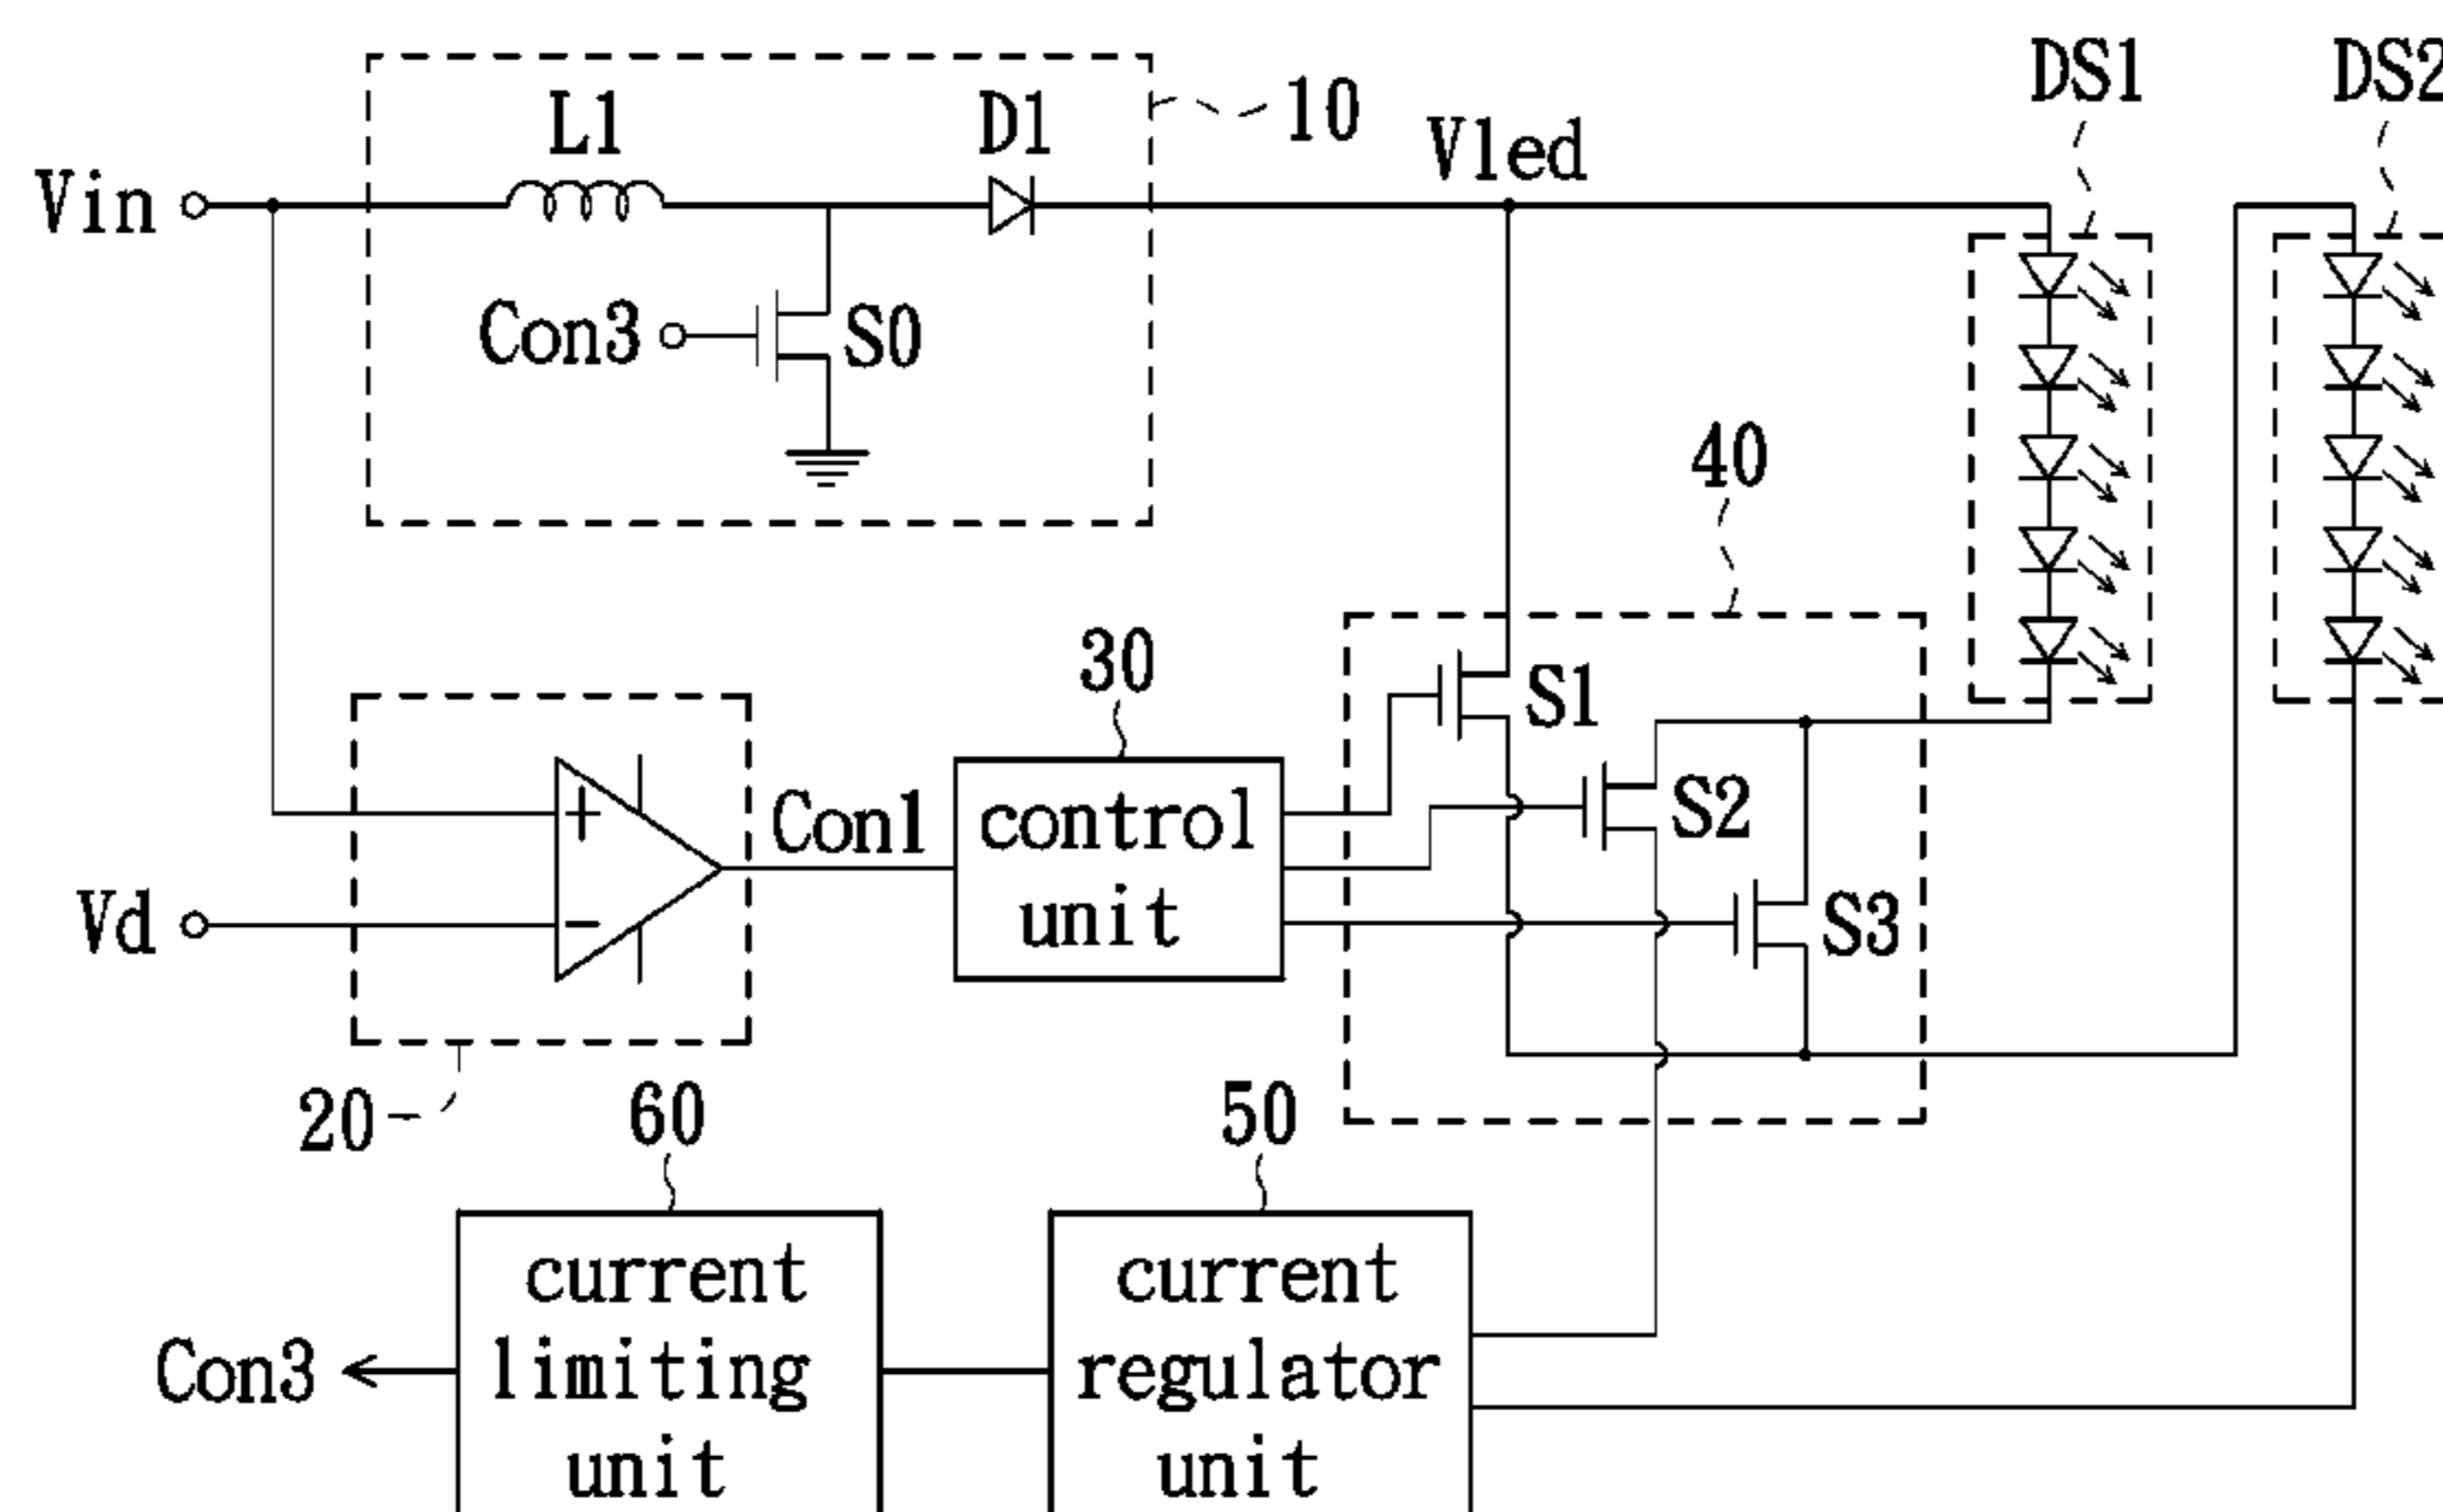 DS1
DS2
10
L1
D1
Vled
Vin
Con3
S0
40
30
S1
S2
Con1
control
unit
+
Vd
−
S3
20
60
50
current
limiting
unit
current
regulator
unit
Con3